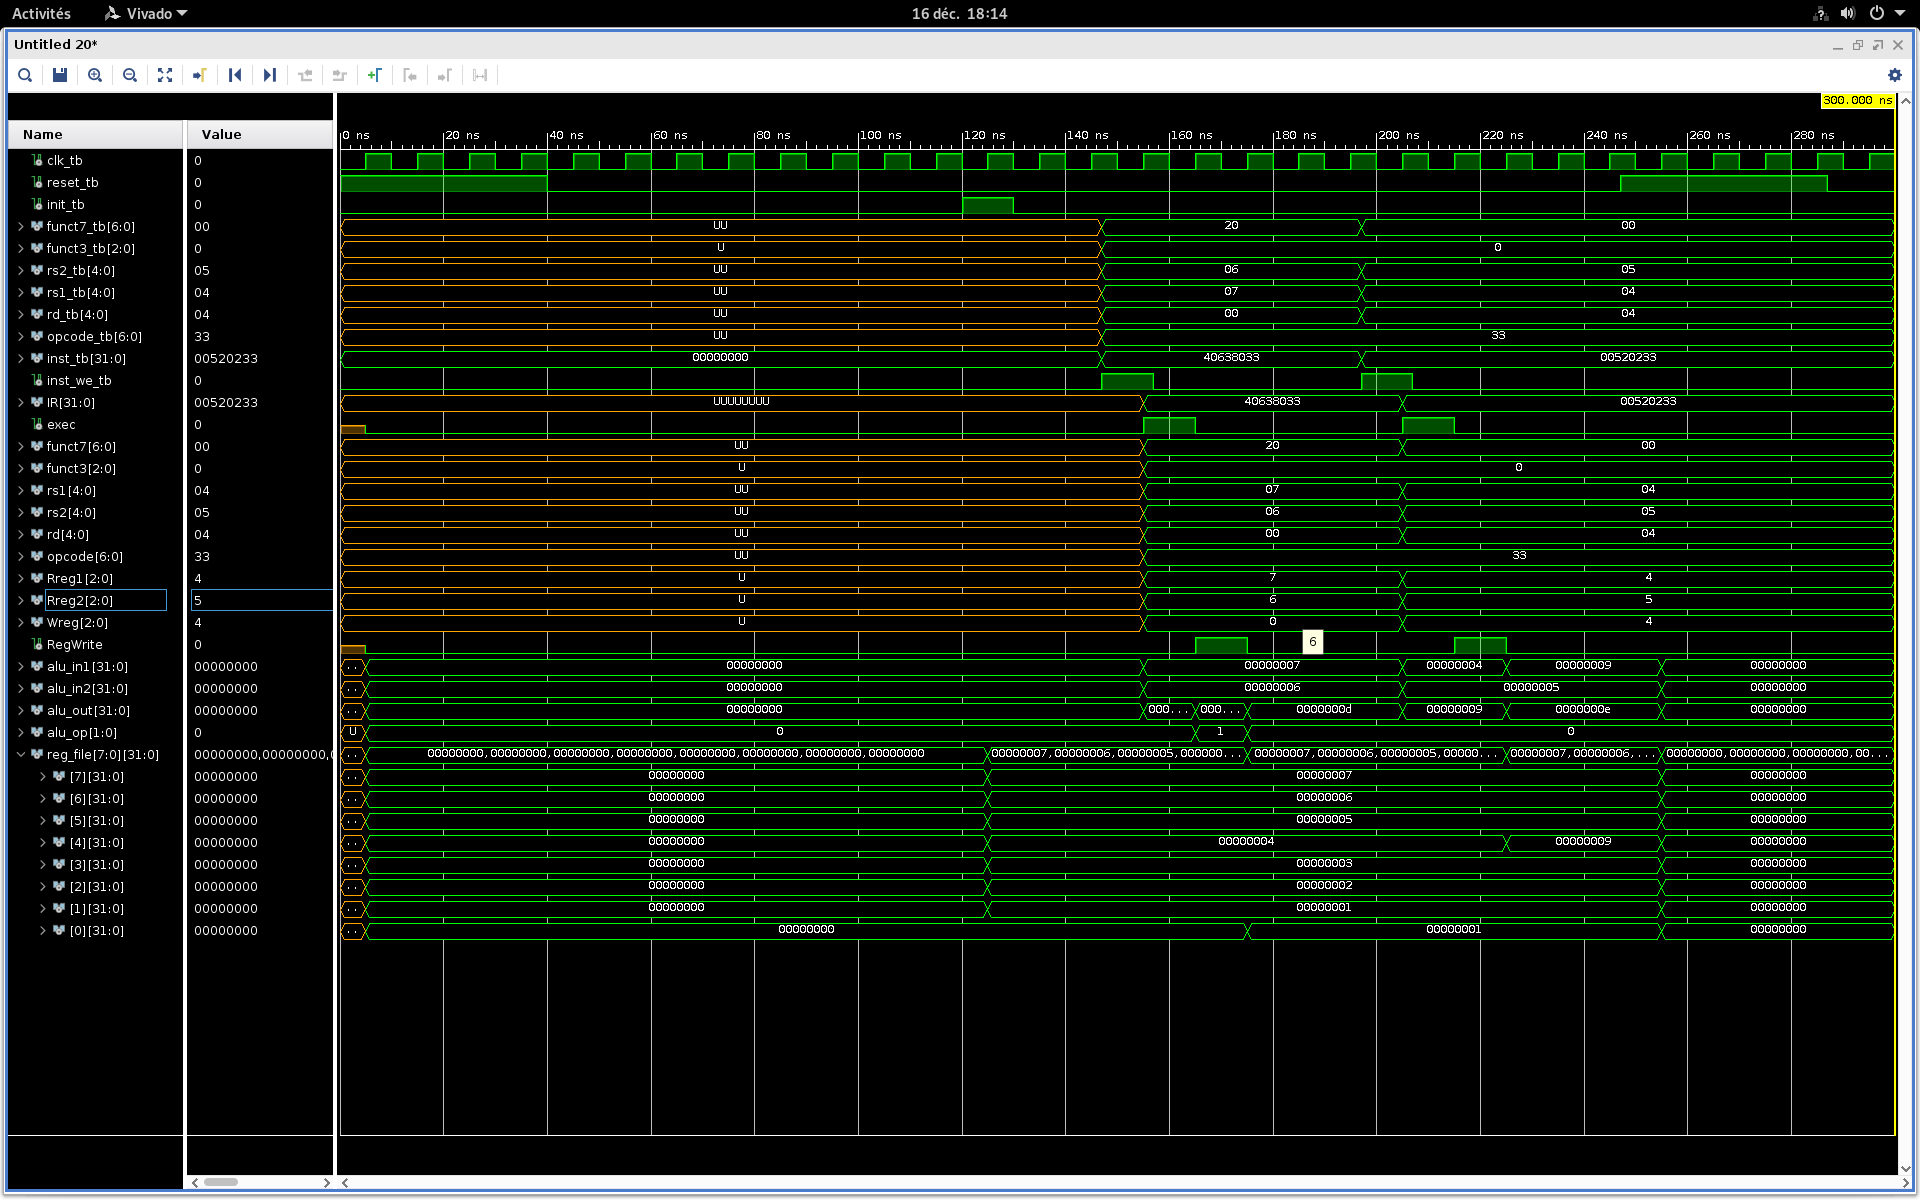 Activités Vivado 16 déc. 18:14
Untitled 20*
300.000 ns
Name Value 0 ns 20 ns 40 ns 60 ns 80 ns 100 ns 120 ns 140 ns 160 ns 180 ns 200 ns 220 ns 240 ns 260 ns 280 ns
clk_tb 0
reset_tb 0
init_tb 0
funct7_tb[6:0] 00 UU 20 00
funct3_tb[2:0] 0 U 0
rs2_tb[4:0] 05 UU 06 05
rs1_tb[4:0] 04 UU 07 04
rd_tb[4:0] 04 UU 00 04
opcode_tb[6:0] 33 UU 33
inst_tb[31:0] 00520233 00000000 40638033 00520233
inst_we_tb 0
IR[31:0] 00520233 UUUUUUUU 40638033 00520233
exec 0
funct7[6:0] 00 UU 20 00
funct3[2:0] 0 U 0
rs1[4:0] 04 UU 07 04
rs2[4:0] 05 UU 06 05
rd[4:0] 04 UU 00 04
opcode[6:0] 33 UU 33
Rreg1[2:0] 4 U 7 4
Rreg2[2:0] 5 U 6 5
Wreg[2:0] 4 U 0 4
RegWrite 0 6
alu_in1[31:0] 00000000 .. 00000000 00000007 00000004 00000009 00000000
alu_in2[31:0] 00000000 .. 00000000 00000006 00000005 00000000
alu_out[31:0] 00000000 .. 00000000 000... 000... 0000000d 00000009 0000000e 00000000
alu_op[1:0] 0 U 0 1 0
reg_file[7:0][31:0] 00000000,00000000,0 .. 00000000,00000000,00000000,00000000,00000000,00000000,00000000,00000000 00000007,00000006,00000005,000000... 00000007,00000006,00000005,00000... 00000007,00000006,... 00000000,00000000,00...
[7][31:0] 00000000 .. 00000000 00000007 00000000
[6][31:0] 00000000 .. 00000000 00000006 00000000
[5][31:0] 00000000 .. 00000000 00000005 00000000
[4][31:0] 00000000 .. 00000000 00000004 00000009 00000000
[3][31:0] 00000000 .. 00000000 00000003 00000000
[2][31:0] 00000000 .. 00000000 00000002 00000000
[1][31:0] 00000000 .. 00000000 00000001 00000000
[0][31:0] 00000000 .. 00000000 00000001 00000000